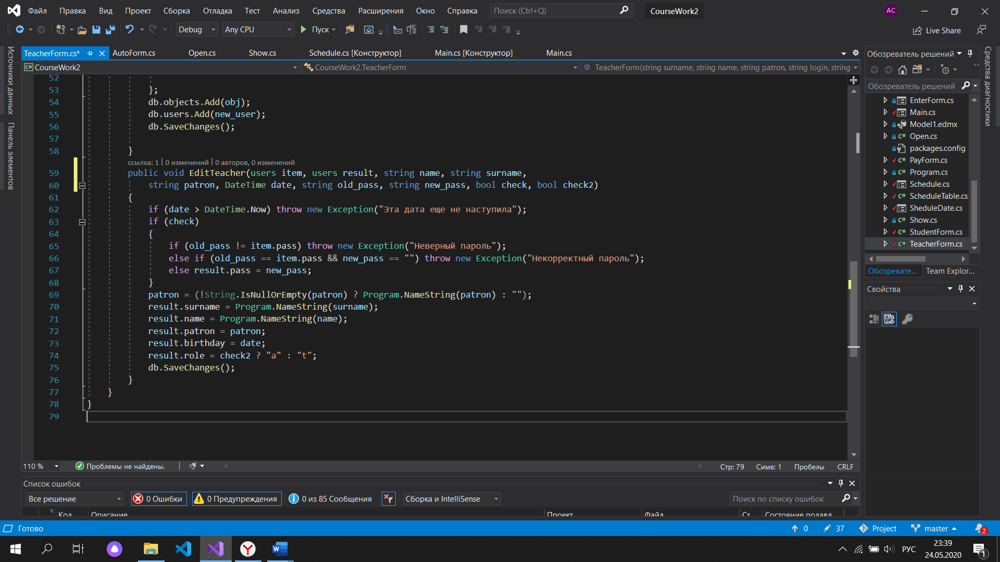 Файл Правка Вид Проект Сборка Отладка Тест Анализ Средства Расширения Окно Справка Поиск (Ctrl+Q) CourseWork2 AC
Debug Any CPU Пуск Live Share
Источники данных
Панель элементов
TeacherForm.cs* AutoForm.cs Open.cs Show.cs Schedule.cs [Конструктор] Main.cs [Конструктор] Main.cs
C# CourseWork2 CourseWork2.TeacherForm TeacherForm(string surname, string name, string patron, string login, string
52
53 };
54 db.objects.Add(obj);
55 db.users.Add(new_user);
56 db.SaveChanges();
57
58 }
ссылка: 1 | 0 изменений | 0 авторов, 0 изменений
59 public void EditTeacher(users item, users result, string name, string surname,
60 string patron, DateTime date, string old_pass, string new_pass, bool check, bool check2)
61 {
62 if (date > DateTime.Now) throw new Exception("Эта дата еще не наступила");
63 if (check)
64 {
65 if (old_pass != item.pass) throw new Exception("Неверный пароль");
66 else if (old_pass == item.pass && new_pass == "") throw new Exception("Некорректный пароль");
67 else result.pass = new_pass;
68 }
69 patron = (!String.IsNullOrEmpty(patron) ? Program.NameString(patron) : "");
70 result.surname = Program.NameString(surname);
71 result.name = Program.NameString(name);
72 result.patron = patron;
73 result.birthday = date;
74 result.role = check2 ? "a" : "t";
75 db.SaveChanges();
76 }
77 }
78 }
79
110 % Проблемы не найдены. Стр: 79 Симв: 1 Пробелы CRLF
Список ошибок
Все решение 0 Ошибки 0 Предупреждения 0 из 85 Сообщения Сборка и IntelliSense Поиск по списку ошибок
Код Описание Проект Файл Ст Состояние подавл
Обозреватель решений
Обозреватель решений
EnterForm.cs
Main.cs
Model1.edmx
C# Open.cs
packages.config
C# PayForm.cs
C# Program.cs
Schedule.cs
C# ScheduleTable.cs
SheduleDate.cs
C# Show.cs
C# StudentForm.cs
C# TeacherForm.cs
Обозревате... Team Explor...
Свойства
Средства диагностики
Готово 0 37 Project master 2
W РУС 23:39
24.05.2020 1